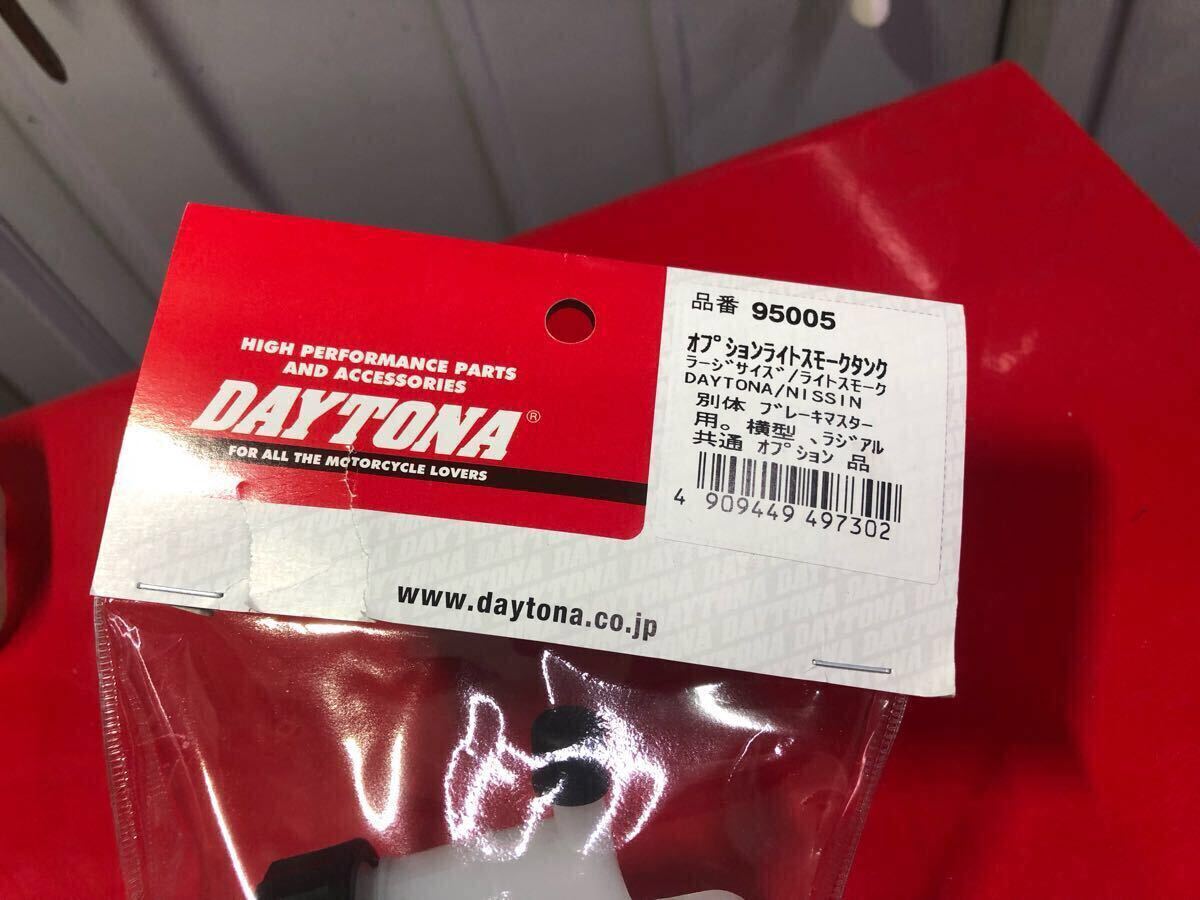 HIGH PERFORMANCE PARTS
AND ACCESSORIES
DAYTONA®
FOR ALL THE MOTORCYCLE LOVERS
www.daytona.co.jp
品番 95005
ｵﾌﾟｼｮﾝﾗｲﾄｽﾓｰｸﾀﾝｸ
ﾗｰｼﾞｻｲｽﾞ/ﾗｲﾄｽﾓｰｸ
DAYTONA/NISSIN
別体 ﾌﾞﾚｰｷﾏｽﾀｰ
用。横型、ﾗｼﾞｱﾙ
共通 ｵﾌﾟｼｮﾝ 品
4 909449 497302